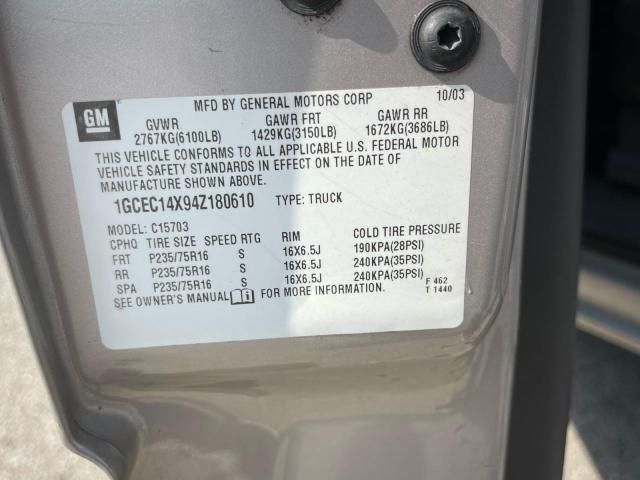 GM
MFD BY GENERAL MOTORS CORP 10/03
GVWR GAWR FRT GAWR RR
2767KG(6100LB) 1429KG(3150LB) 1672KG(3686LB)
THIS VEHICLE CONFORMS TO ALL APPLICABLE U.S. FEDERAL MOTOR
VEHICLE SAFETY STANDARDS IN EFFECT ON THE DATE OF
MANUFACTURE SHOWN ABOVE.
1GCEC14X94Z180610 TYPE: TRUCK
MODEL: C15703
CPHQ TIRE SIZE SPEED RTG RIM COLD TIRE PRESSURE
FRT P235/75R16 S 16X6.5J 190KPA(28PSI)
RR P235/75R16 S 16X6.5J 240KPA(35PSI)
SPA P235/75R16 S 16X6.5J 240KPA(35PSI)
SEE OWNER'S MANUAL FOR MORE INFORMATION.
F 462
T 1440